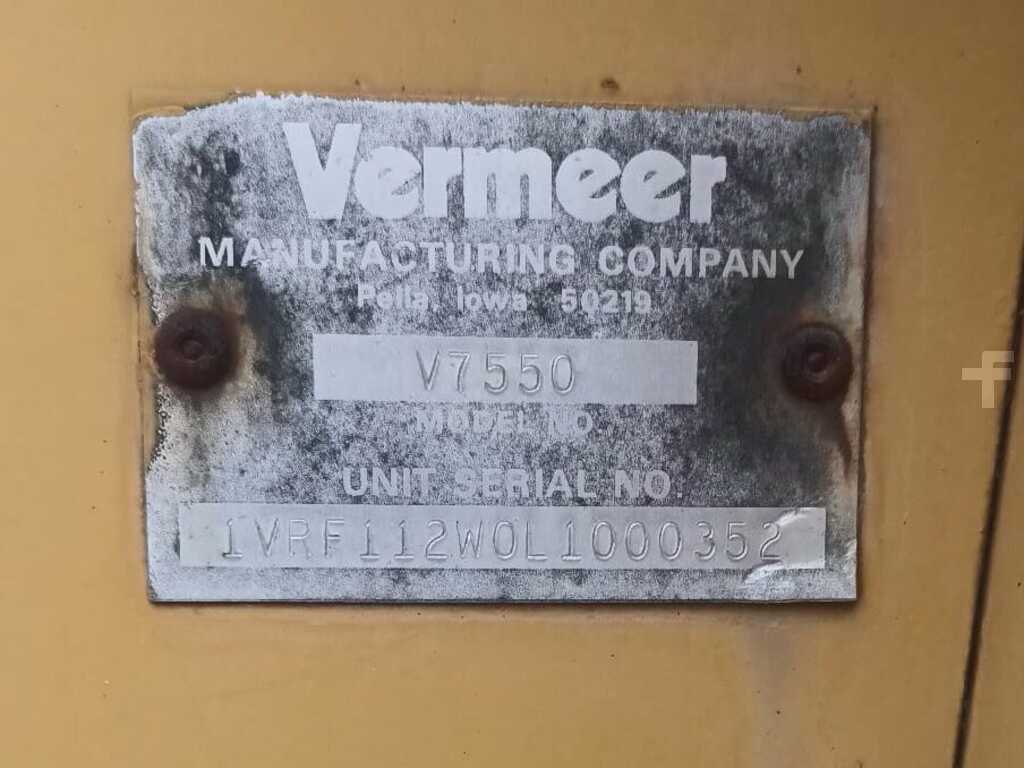 Vermeer
MANUFACTURING COMPANY
Pella, Iowa 50219
V7550
MODEL NO.
UNIT SERIAL NO.
1VRF112W0L1000352
f